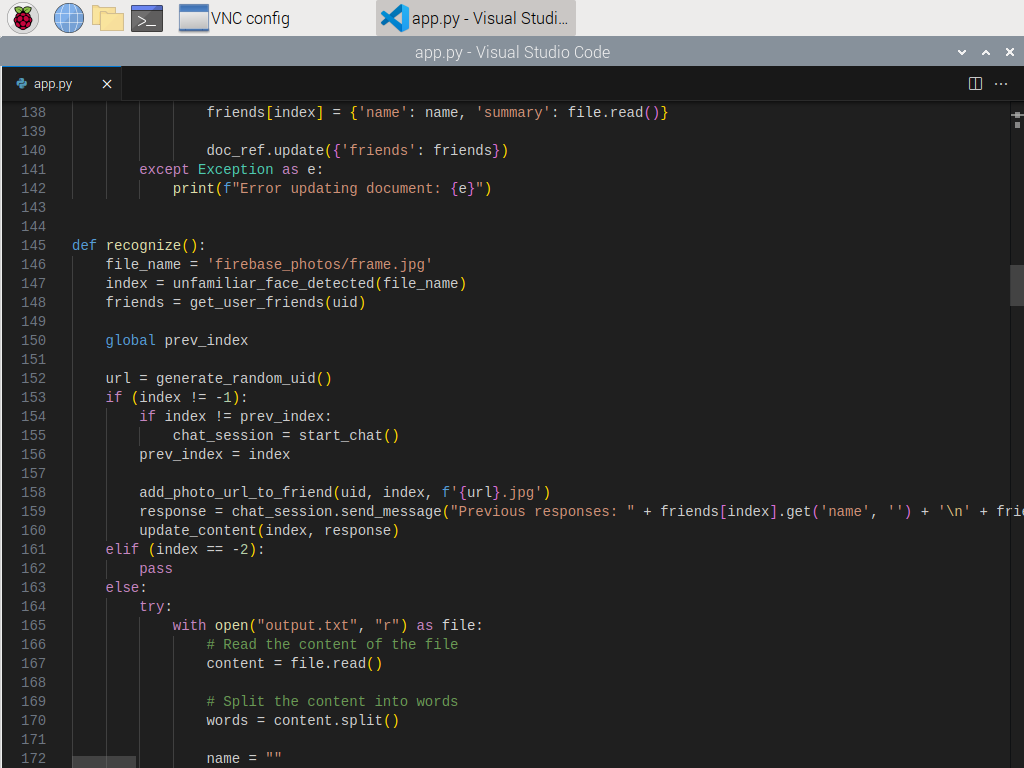 VNC config
app.py - Visual Studi...
app.py - Visual Studio Code
app.py
138 friends[index] = {'name': name, 'summary': file.read()}
139
140 doc_ref.update({'friends': friends})
141 except Exception as e:
142 print(f"Error updating document: {e}")
143
144
145 def recognize():
146 file_name = 'firebase_photos/frame.jpg'
147 index = unfamiliar_face_detected(file_name)
148 friends = get_user_friends(uid)
149
150 global prev_index
151
152 url = generate_random_uid()
153 if (index != -1):
154 if index != prev_index:
155 chat_session = start_chat()
156 prev_index = index
157
158 add_photo_url_to_friend(uid, index, f'{url}.jpg')
159 response = chat_session.send_message("Previous responses: " + friends[index].get('name', '') + '\n' + frie
160 update_content(index, response)
161 elif (index == -2):
162 pass
163 else:
164 try:
165 with open("output.txt", "r") as file:
166 # Read the content of the file
167 content = file.read()
168
169 # Split the content into words
170 words = content.split()
171
172 name = ""